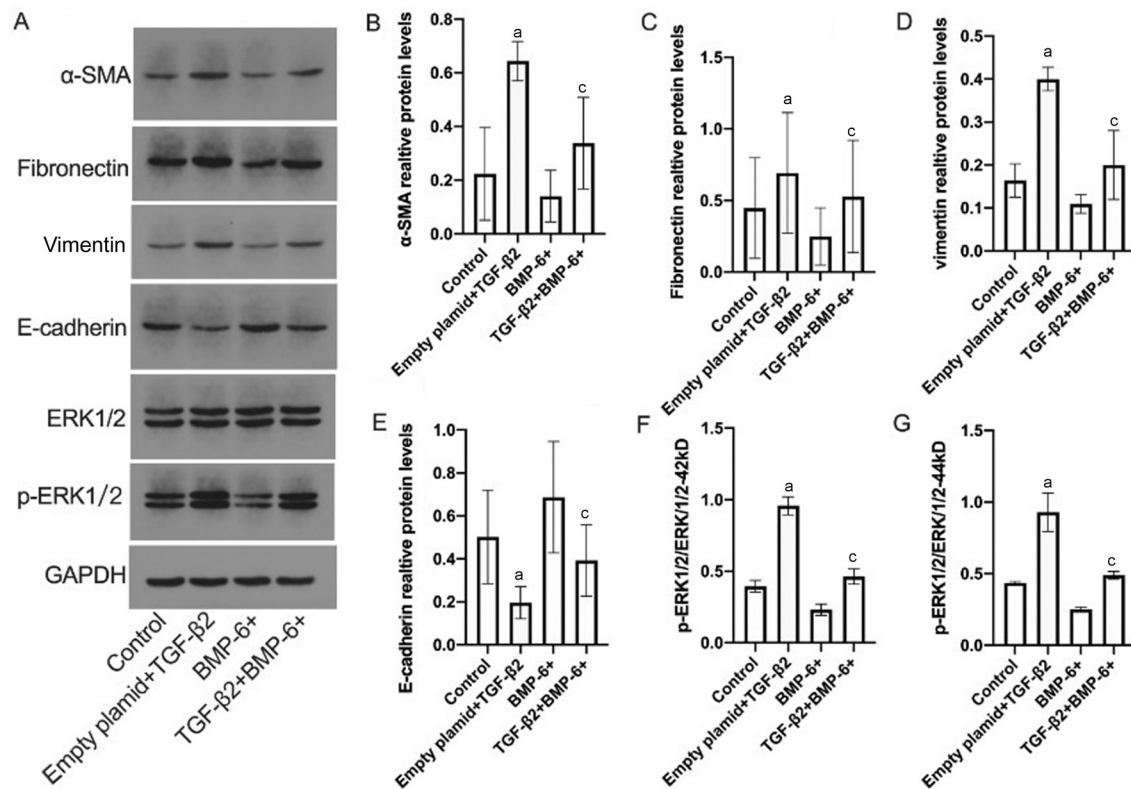 A
α-SMA
Fibronectin
Vimentin
E-cadherin
ERK1/2
p-ERK1/2
GAPDH
Control
Empty plamid+TGF-β2
BMP-6+
TGF-β2+BMP-6+
B
α-SMA realtive protein levels
0.8
0.6
0.4
0.2
0.0
a
c
Control
Empty plamid+TGF-β2
BMP-6+
TGF-β2+BMP-6+
C
Fibronectin realtive protein levels
1.5
1.0
0.5
0.0
a
c
Control
Empty plamid+TGF-β2
BMP-6+
TGF-β2+BMP-6+
D
vimentin realtive protein levels
0.5
0.4
0.3
0.2
0.1
0.0
a
c
Control
Empty plamid+TGF-β2
BMP-6+
TGF-β2+BMP-6+
E
E-cadherin realtive protein levels
1.0
0.8
0.6
0.4
0.2
0.0
a
c
Control
Empty plamid+TGF-β2
BMP-6+
TGF-β2+BMP-6+
F
p-ERK1/2/ERK/1/2-42kD
1.5
1.0
0.5
0.0
a
c
Control
Empty plamid+TGF-β2
BMP-6+
TGF-β2+BMP-6+
G
p-ERK1/2/ERK/1/2-44kD
1.5
1.0
0.5
0.0
a
c
Control
Empty plamid+TGF-β2
BMP-6+
TGF-β2+BMP-6+